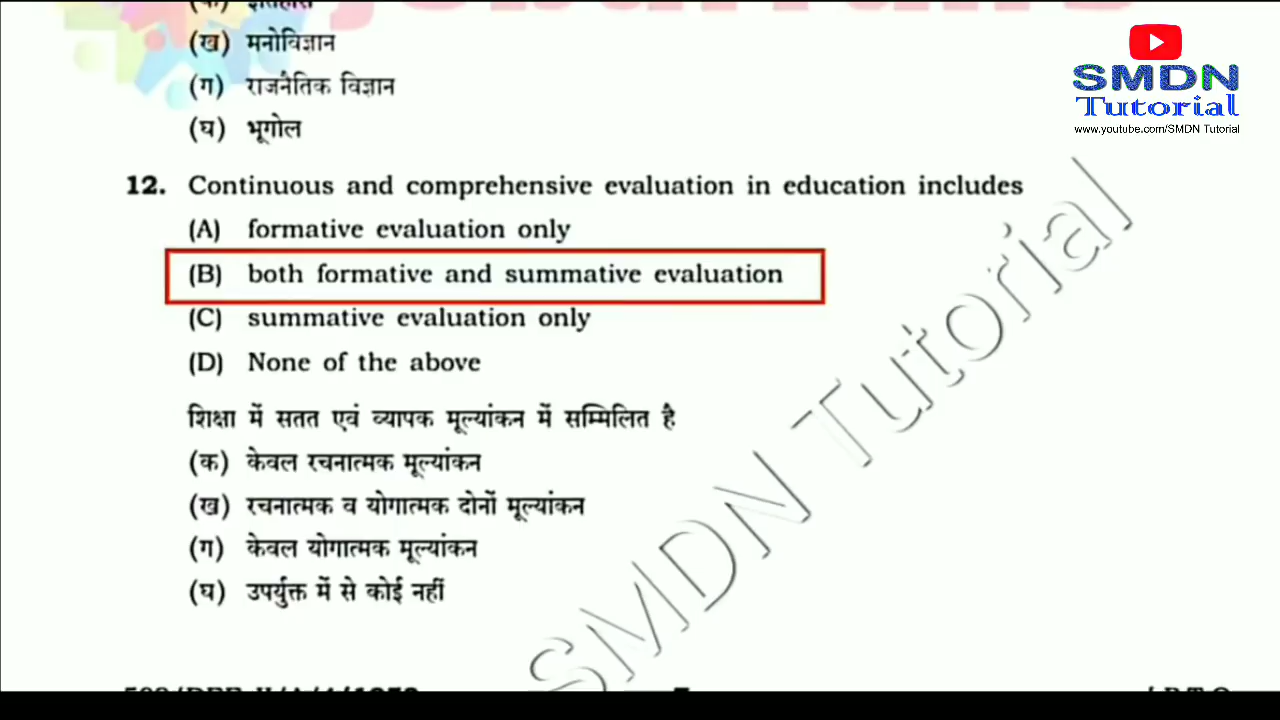 (ख) मनोविज्ञान
(ग) राजनैतिक विज्ञान
(घ) भूगोल
SMDN
Tutorial
www.youtube.com/SMDN Tutorial
12. Continuous and comprehensive evaluation in education includes
(A) formative evaluation only
(B) both formative and summative evaluation
(C) summative evaluation only
(D) None of the above
शिक्षा में सतत एवं व्यापक मूल्यांकन में सम्मिलित है
(क) केवल रचनात्मक मूल्यांकन
(ख) रचनात्मक व योगात्मक दोनों मूल्यांकन
(ग) केवल योगात्मक मूल्यांकन
(घ) उपर्युक्त में से कोई नहीं
SMDN Tutorial